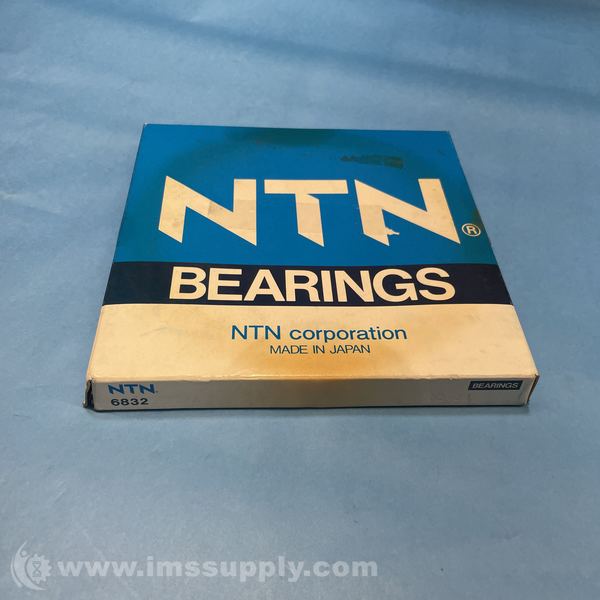 NTN®
BEARINGS
NTN corporation
MADE IN JAPAN
NTN
BEARINGS
6832
www.imssupply.com